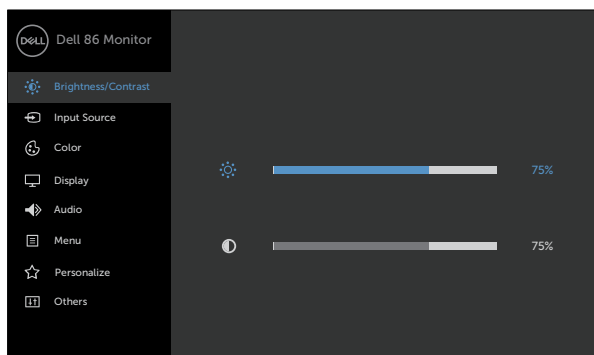 DELL
Dell 86 Monitor
Brightness/Contrast
Input Source
Color
Display
Audio
Menu
Personalize
Others
75%
75%